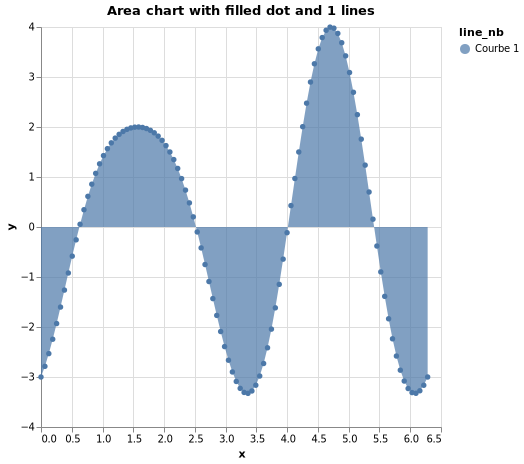 Area chart with filled dot and 1 lines
line_nb
Courbe 1
y
4
3
2
1
0
−1
−2
−3
−4
0.0 0.5 1.0 1.5 2.0 2.5 3.0 3.5 4.0 4.5 5.0 5.5 6.0 6.5
x